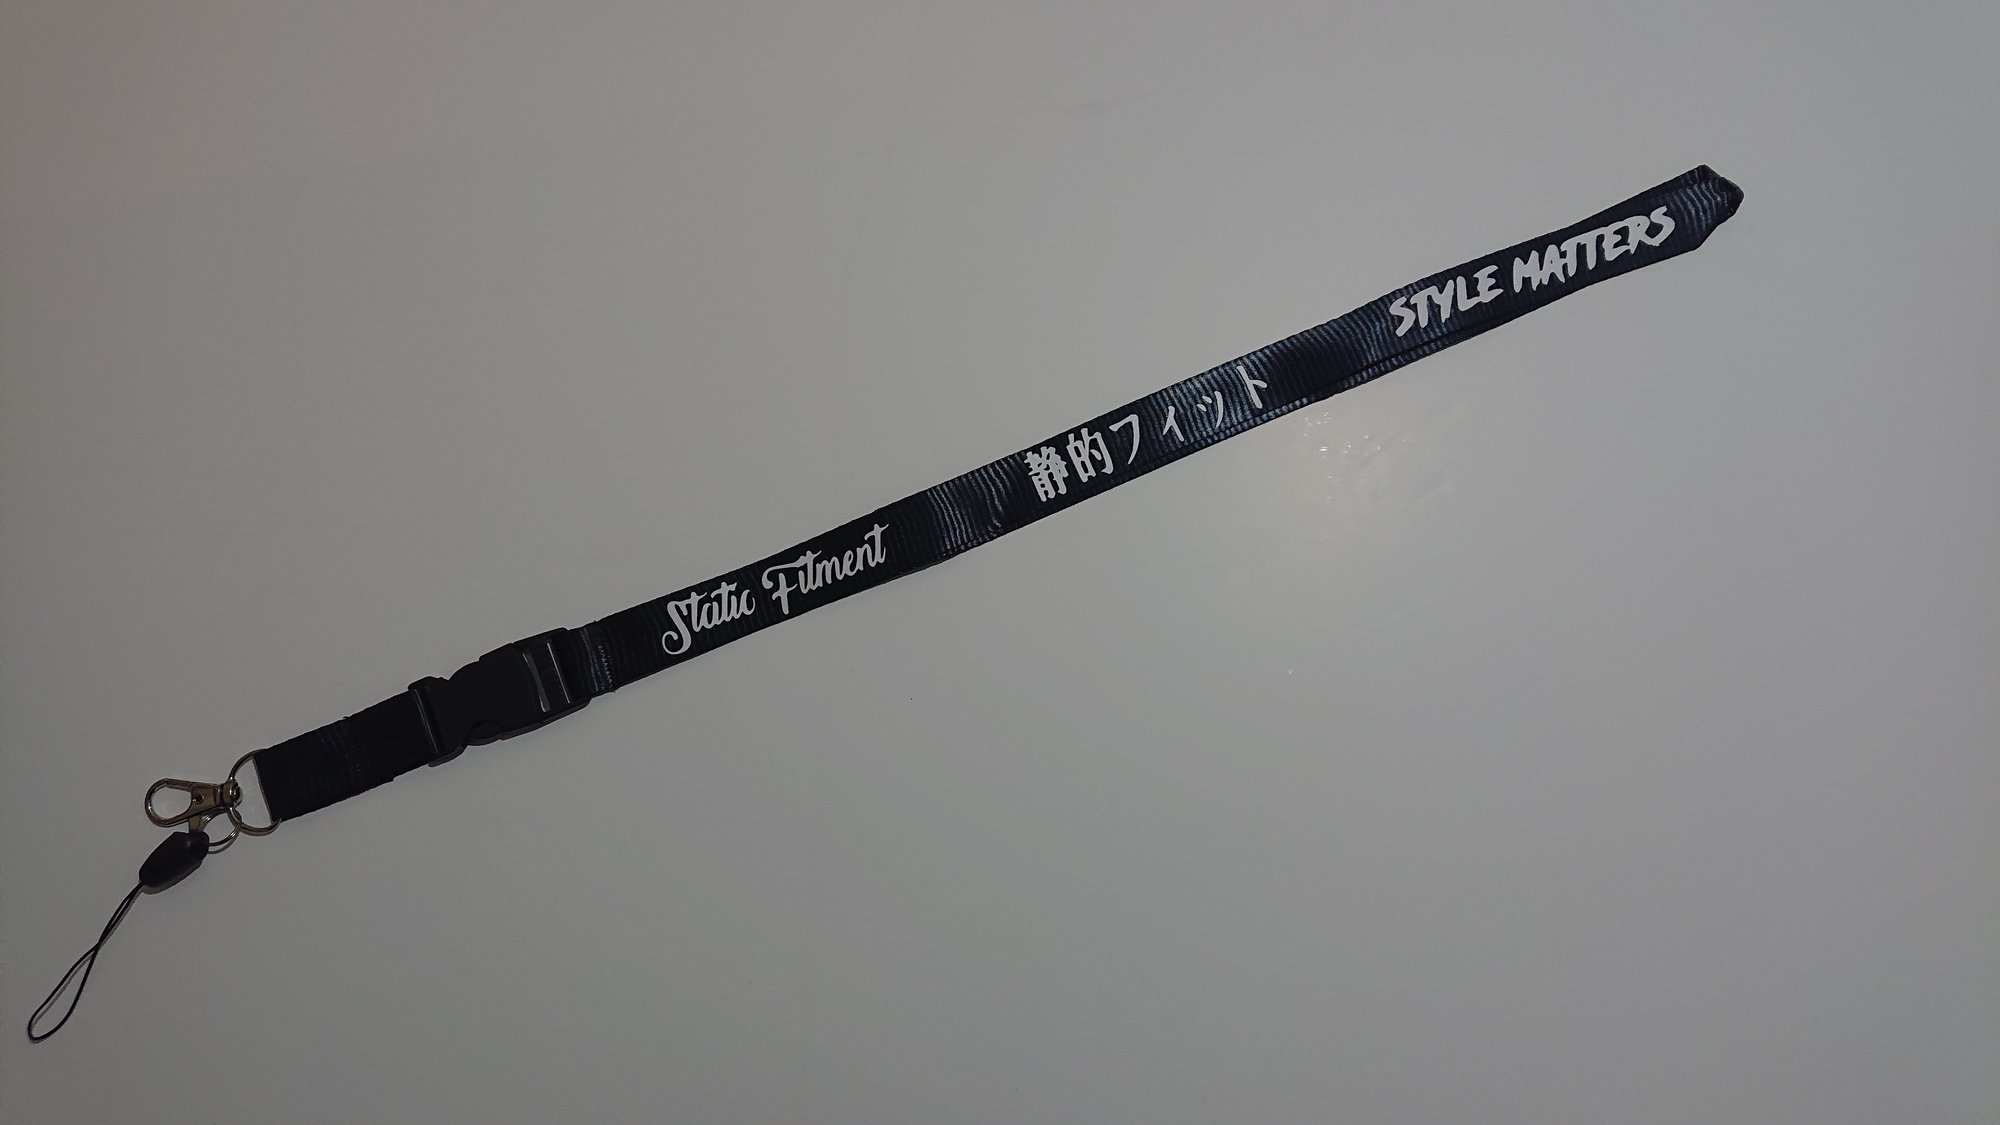 Static Fitment
静的フィット
STYLE MATTERS